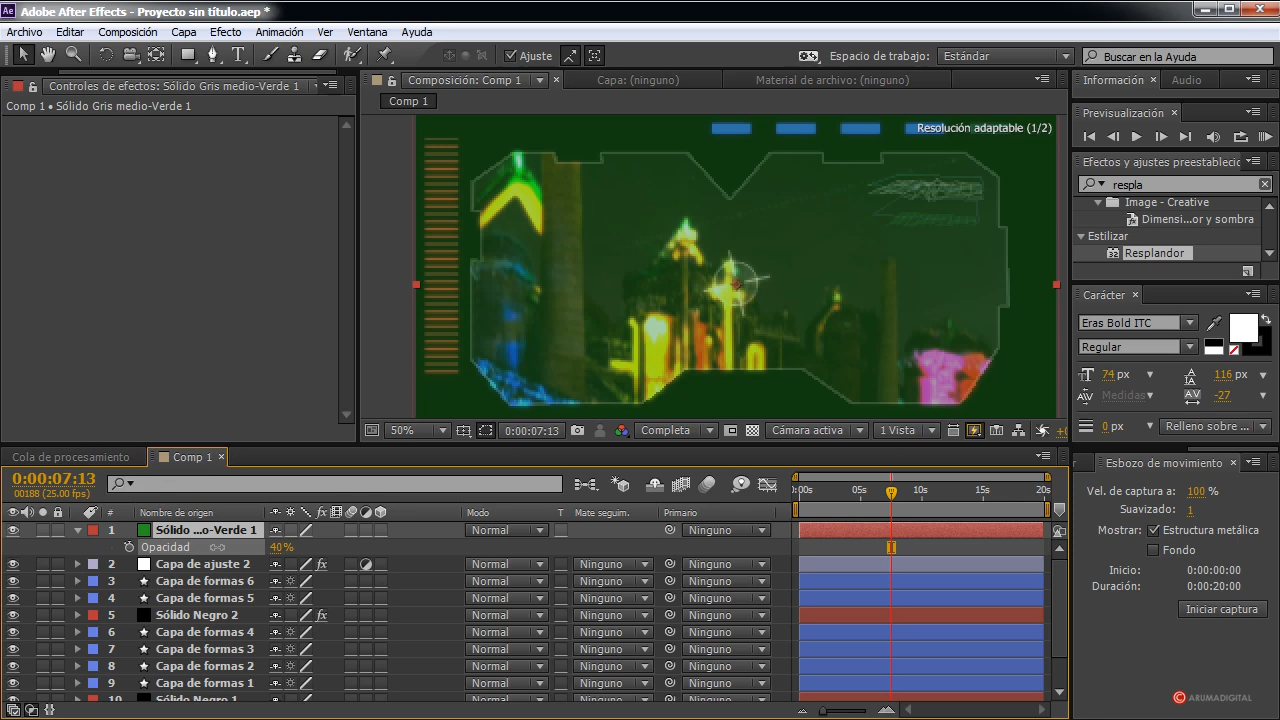 Ae Adobe After Effects - Proyecto sin título.aep *
Archivo Editar Composición Capa Efecto Animación Ver Ventana Ayuda
Ajuste Espacio de trabajo: Estándar Buscar en la Ayuda
Controles de efectos: Sólido Gris medio-Verde 1
Comp 1 • Sólido Gris medio-Verde 1
Composición: Comp 1 Capa: (ninguno) Material de archivo: (ninguno)
Comp 1
Resolución adaptable (1/2)
50% 0:00:07:13 Completa Cámara activa 1 Vista +0
Información Audio
Previsualización
Efectos y ajustes preestablecic
respla
Image - Creative
Dimensi...or y sombra
Estilizar
Resplandor
Carácter
Eras Bold ITC
Regular
74 px 116 px
Medidas -27
0 px Relleno sobre ...
Cola de procesamiento Comp 1
0:00:07:13
00188 (25.00 fps)
0:00s 05s 10s 15s 20s
# Nombre de origen Modo T Mate seguim. Primario
1 Sólido ...o-Verde 1 Normal Ninguno
Opacidad 40%
2 Capa de ajuste 2 Normal Ninguno Ninguno
3 Capa de formas 6 Normal Ninguno Ninguno
4 Capa de formas 5 Normal Ninguno Ninguno
5 Sólido Negro 2 Normal Ninguno Ninguno
6 Capa de formas 4 Normal Ninguno Ninguno
7 Capa de formas 3 Normal Ninguno Ninguno
8 Capa de formas 2 Normal Ninguno Ninguno
9 Capa de formas 1 Normal Ninguno Ninguno
10 Sólido Negro 1 Normal Ninguno Ninguno
Esbozo de movimiento
Vel. de captura a: 100 %
Suavizado: 1
Mostrar: Estructura metálica
Fondo
Inicio: 0:00:00:00
Duración: 0:00:20:00
Iniciar captura
© ARUMADIGITAL